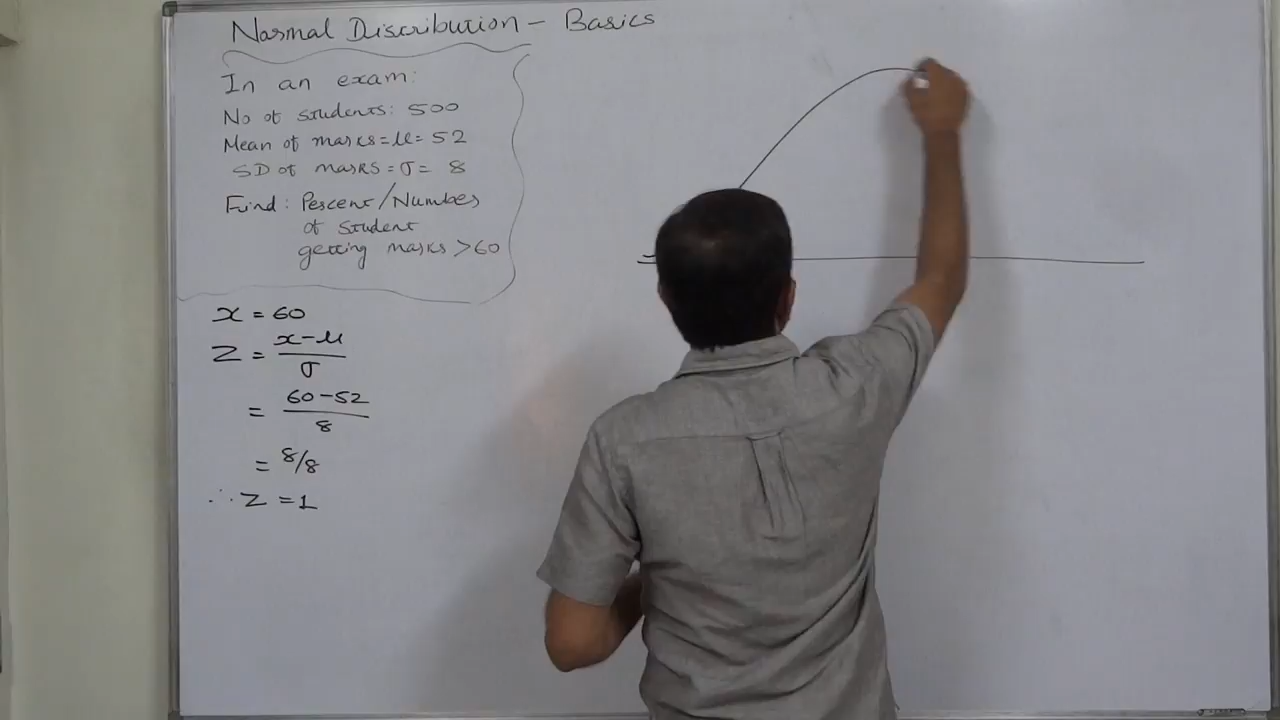 Normal Discribution - Basics
In an exam:
No of students: 500
Mean of marks = μ = 52
SD of marks = σ = 8
Find: Percent/Number
of student
getting marks > 60
x = 60
Z = x-μ/σ
= 60-52/8
= 8/8
∴ Z = 1